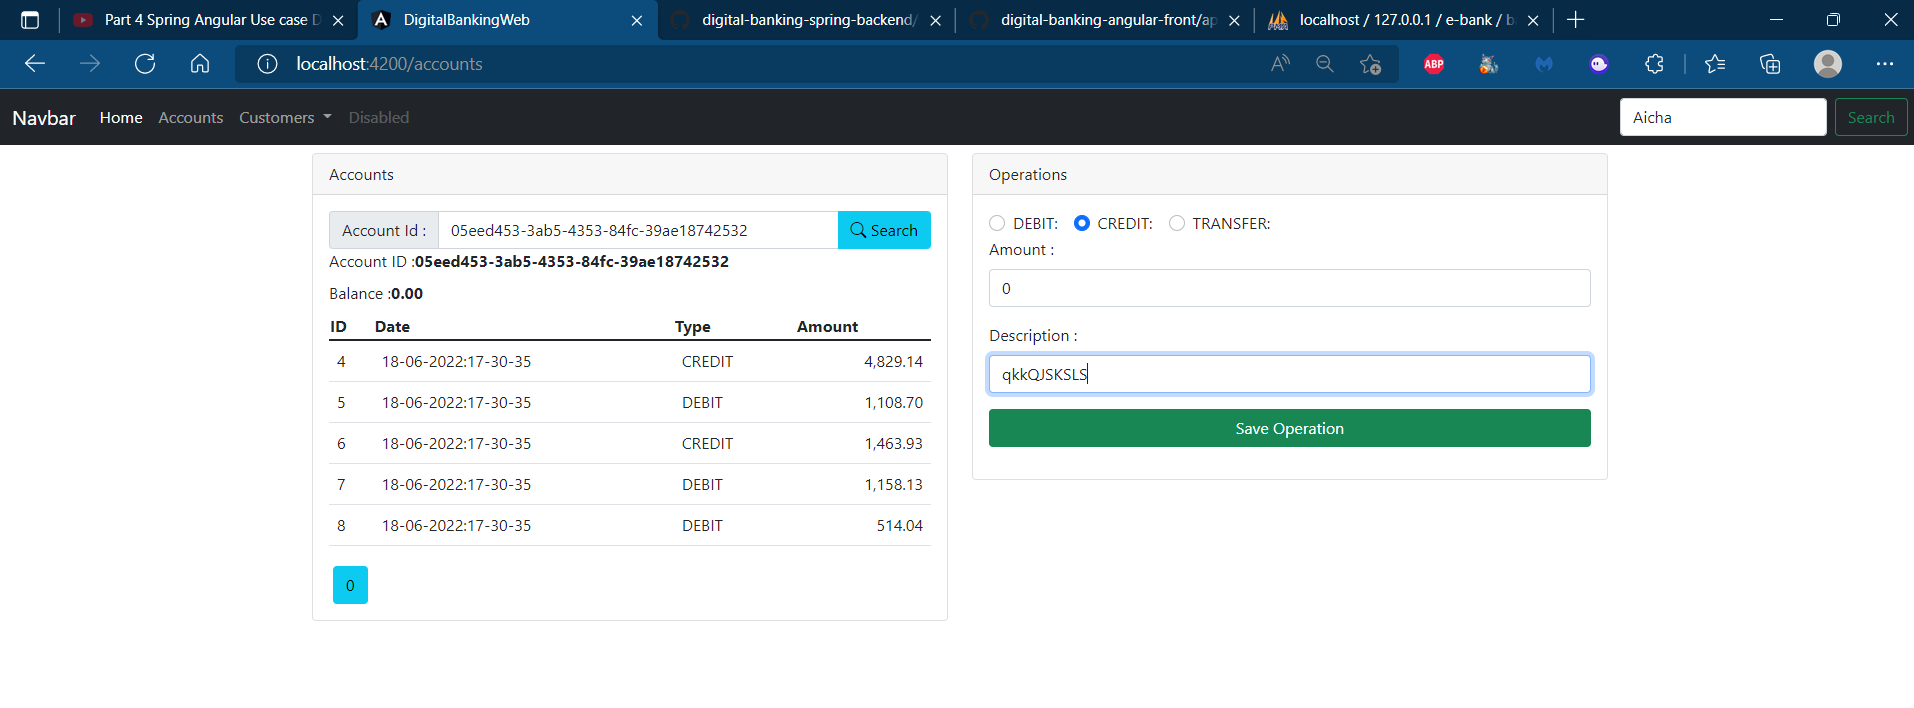 Part 4 Spring Angular Use case D
DigitalBankingWeb
digital-banking-spring-backend/
digital-banking-angular-front/ap
localhost / 127.0.0.1 / e-bank / b
localhost:4200/accounts
ABP
Navbar Home Accounts Customers Disabled Aicha Search
Accounts
Account Id : 05eed453-3ab5-4353-84fc-39ae18742532 Search
Account ID :05eed453-3ab5-4353-84fc-39ae18742532
Balance :0.00
ID Date Type Amount
4 18-06-2022:17-30-35 CREDIT 4,829.14
5 18-06-2022:17-30-35 DEBIT 1,108.70
6 18-06-2022:17-30-35 CREDIT 1,463.93
7 18-06-2022:17-30-35 DEBIT 1,158.13
8 18-06-2022:17-30-35 DEBIT 514.04
0
Operations
DEBIT: CREDIT: TRANSFER:
Amount :
0
Description :
qkkQJSKSLS
Save Operation